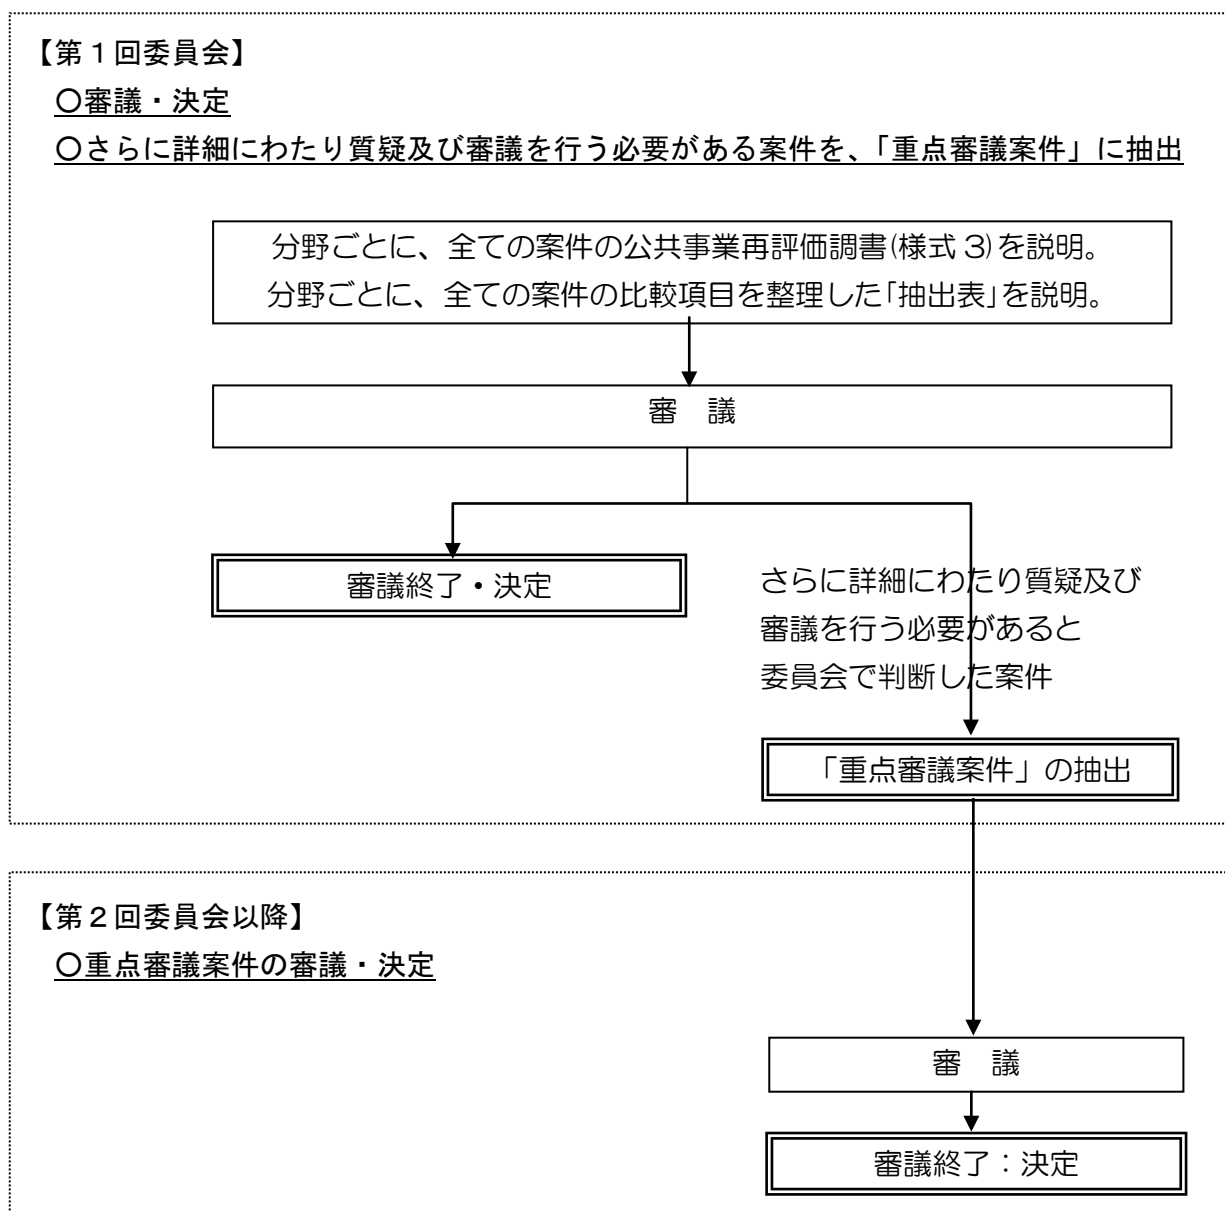 【第１回委員会】
○審議・決定
○さらに詳細にわたり質疑及び審議を行う必要がある案件を、「重点審議案件」に抽出
分野ごとに、全ての案件の公共事業再評価調書(様式３)を説明。
分野ごとに、全ての案件の比較項目を整理した「抽出表」を説明。
審　議
審議終了・決定
さらに詳細にわたり質疑及び
審議を行う必要があると
委員会で判断した案件
「重点審議案件」の抽出
【第２回委員会以降】
○重点審議案件の審議・決定
審　議
審議終了：決定